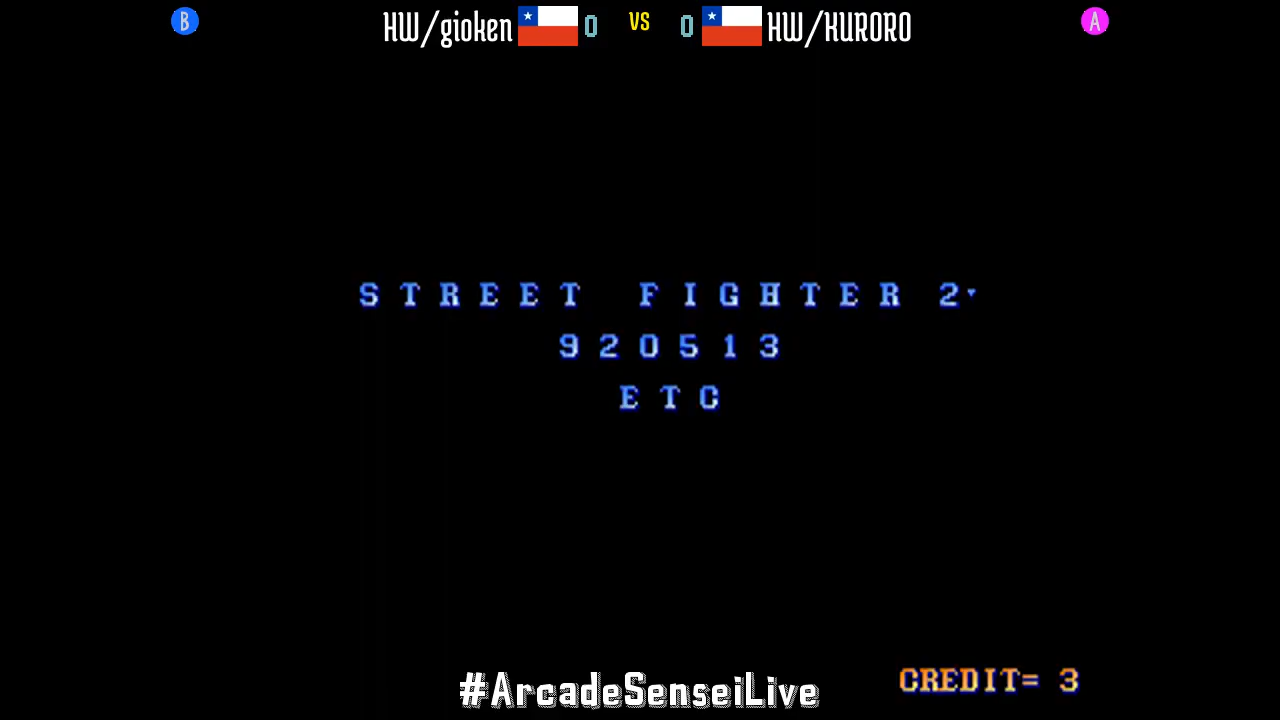 B HW/gioken 0 VS 0 HW/KURORO A
STREET FIGHTER 2'
920513
ETC
#ArcadeSenseiLive CREDIT= 3